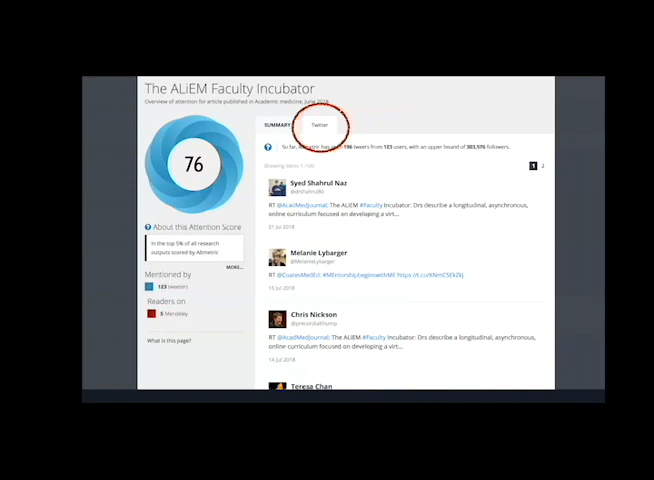 The ALiEM Faculty Incubator
Overview of attention for article published in Academic medicine, June 2018
SUMMARY
Twitter
76
So far, Altmetric has seen 196 tweets from 123 users, with an upper bound of 303,576 followers.
Showing items 1–100
1 2
Syed Shahrul Naz
@drshahrul80
RT @AcadMedJournal: The ALiEM #Faculty Incubator: Drs describe a longitudinal, asynchronous,
online curriculum focused on developing a virt...
21 Jul 2018
About this Attention Score
In the top 5% of all research
outputs scored by Altmetric
MORE...
Mentioned by
123 tweeters
Readers on
5 Mendeley
What is this page?
Melanie Lybarger
@MelanieLybarger
RT @CoatesMedEd: #MEntorshipbeginswithME
15 Jul 2018
Chris Nickson
@precordialthump
RT @AcadMedJournal: The ALiEM #Faculty Incubator: Drs describe a longitudinal, asynchronous,
online curriculum focused on developing a virt...
14 Jul 2018
Teresa Chan